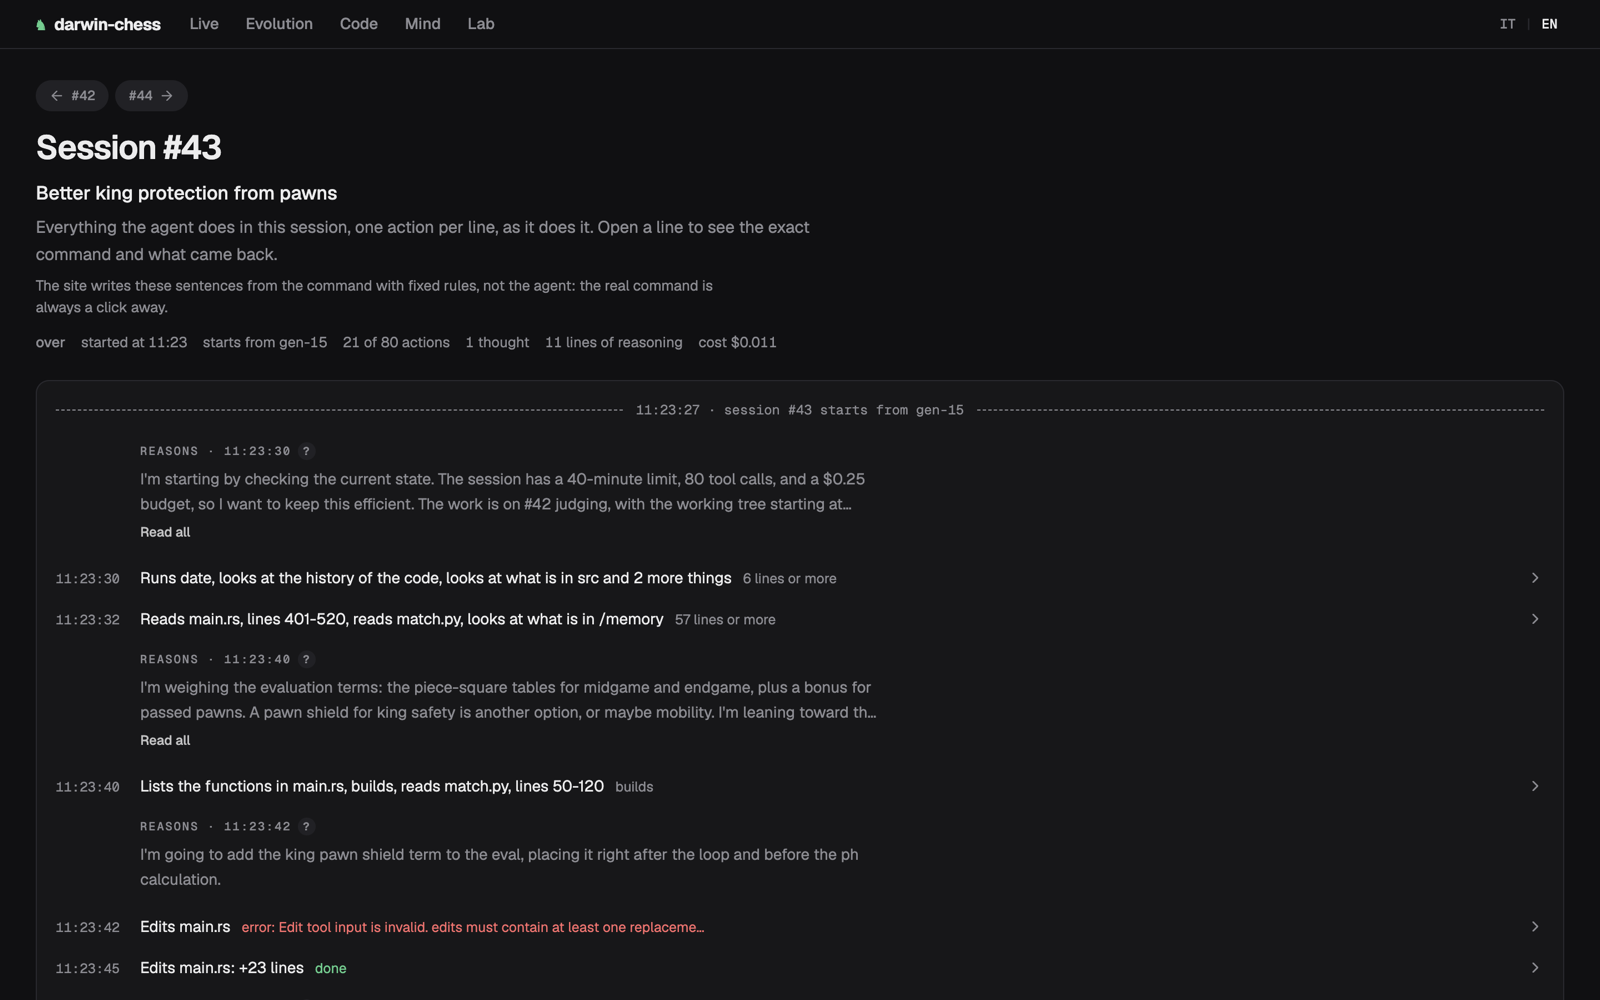 darwin-chess Live Evolution Code Mind Lab IT EN
← #42 #44 →
Session #43
Better king protection from pawns
Everything the agent does in this session, one action per line, as it does it. Open a line to see the exact
command and what came back.
The site writes these sentences from the command with fixed rules, not the agent: the real command is
always a click away.
over started at 11:23 starts from gen-15 21 of 80 actions 1 thought 11 lines of reasoning cost $0.011
11:23:27 · session #43 starts from gen-15
REASONS · 11:23:30 ?
I'm starting by checking the current state. The session has a 40-minute limit, 80 tool calls, and a $0.25
budget, so I want to keep this efficient. The work is on #42 judging, with the working tree starting at…
Read all
11:23:30 Runs date, looks at the history of the code, looks at what is in src and 2 more things 6 lines or more
11:23:32 Reads main.rs, lines 401-520, reads match.py, looks at what is in /memory 57 lines or more
REASONS · 11:23:40 ?
I'm weighing the evaluation terms: the piece-square tables for midgame and endgame, plus a bonus for
passed pawns. A pawn shield for king safety is another option, or maybe mobility. I'm leaning toward th…
Read all
11:23:40 Lists the functions in main.rs, builds, reads match.py, lines 50-120 builds
REASONS · 11:23:42 ?
I'm going to add the king pawn shield term to the eval, placing it right after the loop and before the ph
calculation.
11:23:42 Edits main.rs error: Edit tool input is invalid. edits must contain at least one replaceme…
11:23:45 Edits main.rs: +23 lines done